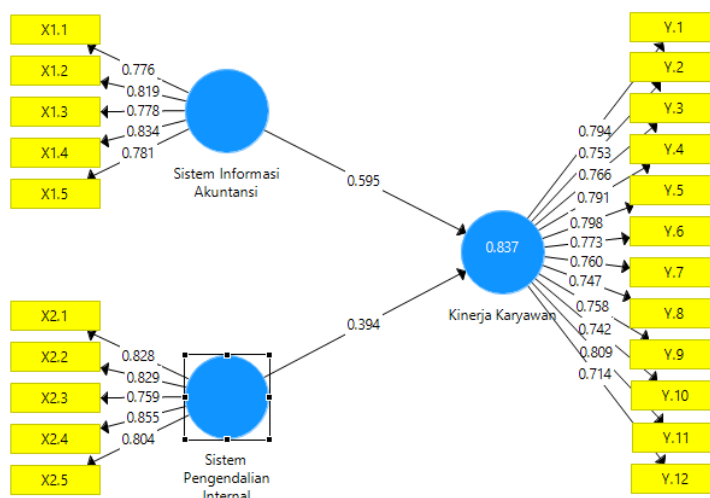 X1.1
X1.2
X1.3
X1.4
X1.5
0.776
0.819
0.778
0.834
0.781
Sistem Informasi
Akuntansi
0.595
X2.1
X2.2
X2.3
X2.4
X2.5
0.828
0.829
0.759
0.855
0.804
Sistem
Pengendalian
Internal
0.394
0.837
Kinerja Karyawan
0.794
0.753
0.766
0.791
0.798
0.773
0.760
0.747
0.758
0.742
0.809
0.714
Y.1
Y.2
Y.3
Y.4
Y.5
Y.6
Y.7
Y.8
Y.9
Y.10
Y.11
Y.12